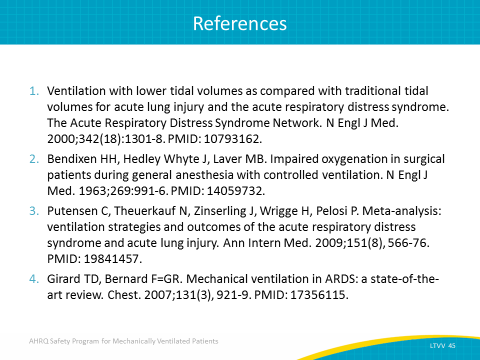 References
1. Ventilation with lower tidal volumes as compared with traditional tidal
volumes for acute lung injury and the acute respiratory distress syndrome.
The Acute Respiratory Distress Syndrome Network. N Engl J Med.
2000;342(18):1301-8. PMID: 10793162.
2. Bendixen HH, Hedley Whyte J, Laver MB. Impaired oxygenation in surgical
patients during general anesthesia with controlled ventilation. N Engl J
Med. 1963;269:991-6. PMID: 14059732.
3. Putensen C, Theuerkauf N, Zinserling J, Wrigge H, Pelosi P. Meta-analysis:
ventilation strategies and outcomes of the acute respiratory distress
syndrome and acute lung injury. Ann Intern Med. 2009;151(8), 566-76.
PMID: 19841457.
4. Girard TD, Bernard F=GR. Mechanical ventilation in ARDS: a state-of-the-
art review. Chest. 2007;131(3), 921-9. PMID: 17356115.
AHRQ Safety Program for Mechanically Ventilated Patients
LTVV 45